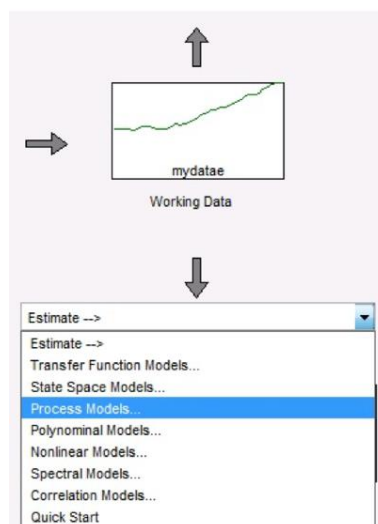 mydatae
Working Data
Estimate -->
Estimate -->
Transfer Function Models...
State Space Models...
Process Models...
Polynominal Models...
Nonlinear Models...
Spectral Models...
Correlation Models...
Quick Start